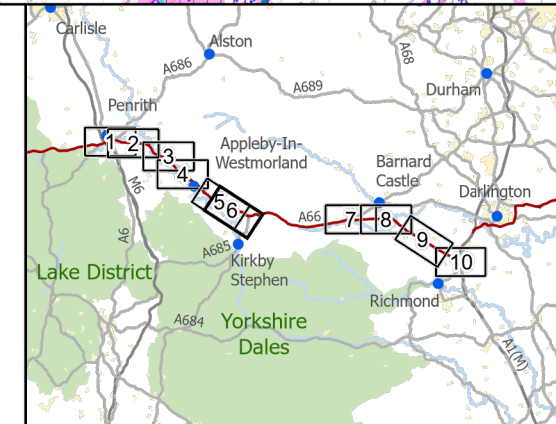 Carlisle
Alston
A686
A68
A689
Durham
Penrith
1
2
3
4
Appleby-In-
Westmorland
Barnard
Castle
Darlington
M6
5
6
A66
7
8
9
10
A6
A685
Kirkby
Stephen
Lake District
Richmond
A684
Yorkshire
Dales
A1(M)